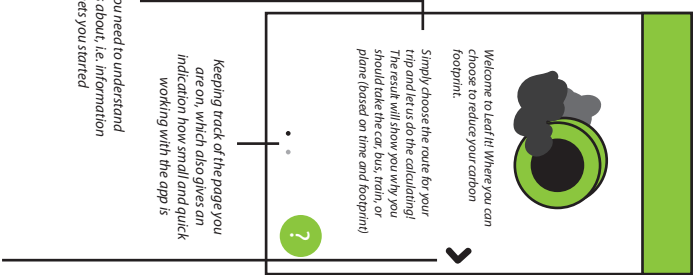 Welcome to Leaf It! Where you can
choose to reduce your carbon
footprint.
Simply choose the route for your
trip and let us do the calculating!
The result will show you why you
should take the car, bus, train, or
plane (based on time and footprint)
?
Keeping track of the page you
are on, which also gives an
indication how small and quick
working with the app is
ou need to understand
about, i.e. information
ets you started